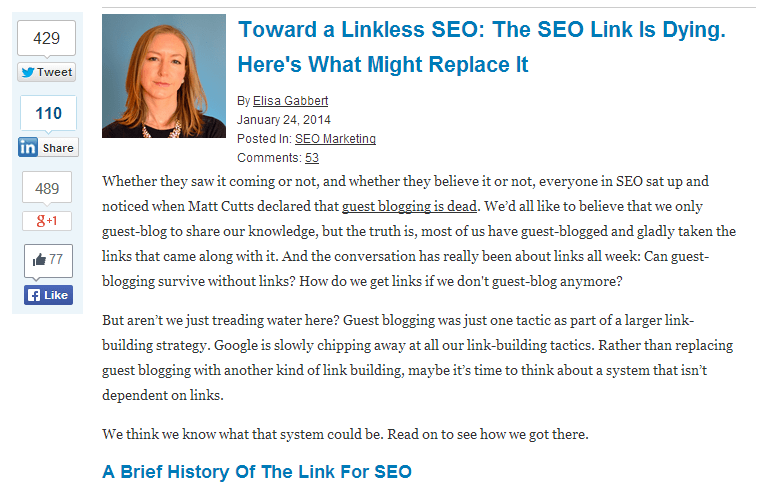 429
Tweet
110
in Share
489
g+1
77
f Like
Toward a Linkless SEO: The SEO Link Is Dying.
Here's What Might Replace It
By Elisa Gabbert
January 24, 2014
Posted In: SEO Marketing
Comments: 53
Whether they saw it coming or not, and whether they believe it or not, everyone in SEO sat up and
noticed when Matt Cutts declared that guest blogging is dead. We’d all like to believe that we only
guest-blog to share our knowledge, but the truth is, most of us have guest-blogged and gladly taken the
links that came along with it. And the conversation has really been about links all week: Can guest-
blogging survive without links? How do we get links if we don't guest-blog anymore?
But aren’t we just treading water here? Guest blogging was just one tactic as part of a larger link-
building strategy. Google is slowly chipping away at all our link-building tactics. Rather than replacing
guest blogging with another kind of link building, maybe it’s time to think about a system that isn’t
dependent on links.
We think we know what that system could be. Read on to see how we got there.
A Brief History Of The Link For SEO